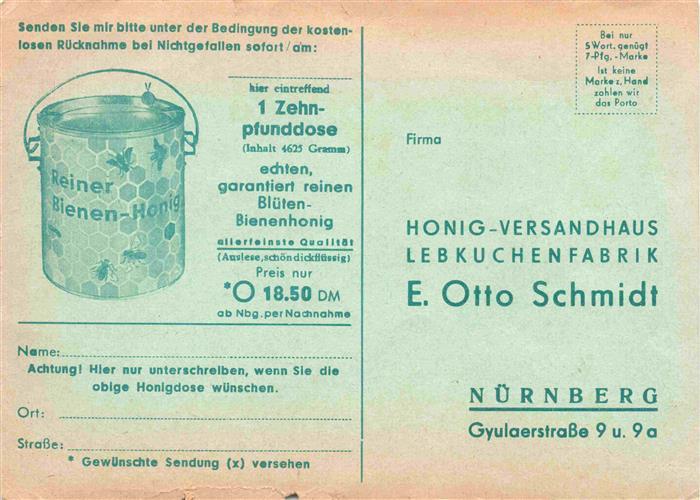 Senden Sie mir bitte unter der Bedingung der kosten-
losen Rücknahme bei Nichtgefallen sofort/am:
hier eintreffend
1 Zehn-
pfunddose
(Inhalt 4625 Gramm)
echten,
garantiert reinen
Blüten-
Bienenhonig
allerfeinste Qualität
(Auslese, schön dickflüssig)
Preis nur
*O 18.50 DM
ab Nbg. per Nachnahme
Reiner
Bienen-Honig
Name:
Achtung! Hier nur unterschreiben, wenn Sie die
obige Honigdose wünschen.
Ort:
Straße:
* Gewünschte Sendung (x) versehen
Bei nur
5 Wort. genügt
7-Pfg.-Marke
Ist keine
Marke z. Hand
zahlen wir
das Porto
Firma
HONIG-VERSANDHAUS
LEBKUCHENFABRIK
E. Otto Schmidt
NÜRNBERG
Gyulaerstraße 9 u. 9a